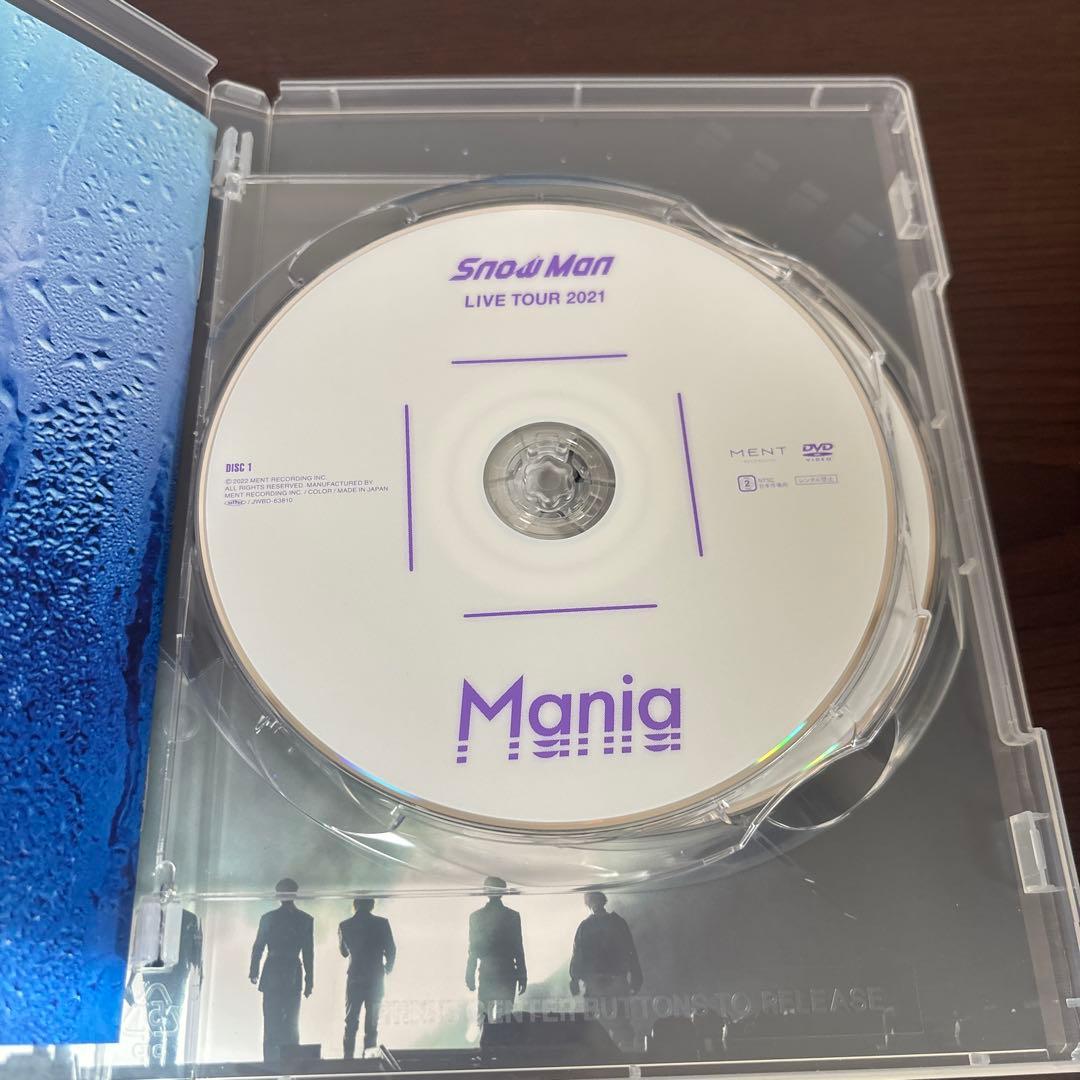 Snow Man
LIVE TOUR 2021
DISC 1
Ⓒ2022 MENT RECORDING INC.
ALL RIGHTS RESERVED. MANUFACTURED BY
MENT RECORDING INC. / COLOR / MADE IN JAPAN
/ JWBD-63810
MENT
RECORDING
DVD
VIDEO
2
NTSC
日本市場向
レンタル禁止
Mania
CENTER BUTTONS TO RELEASE